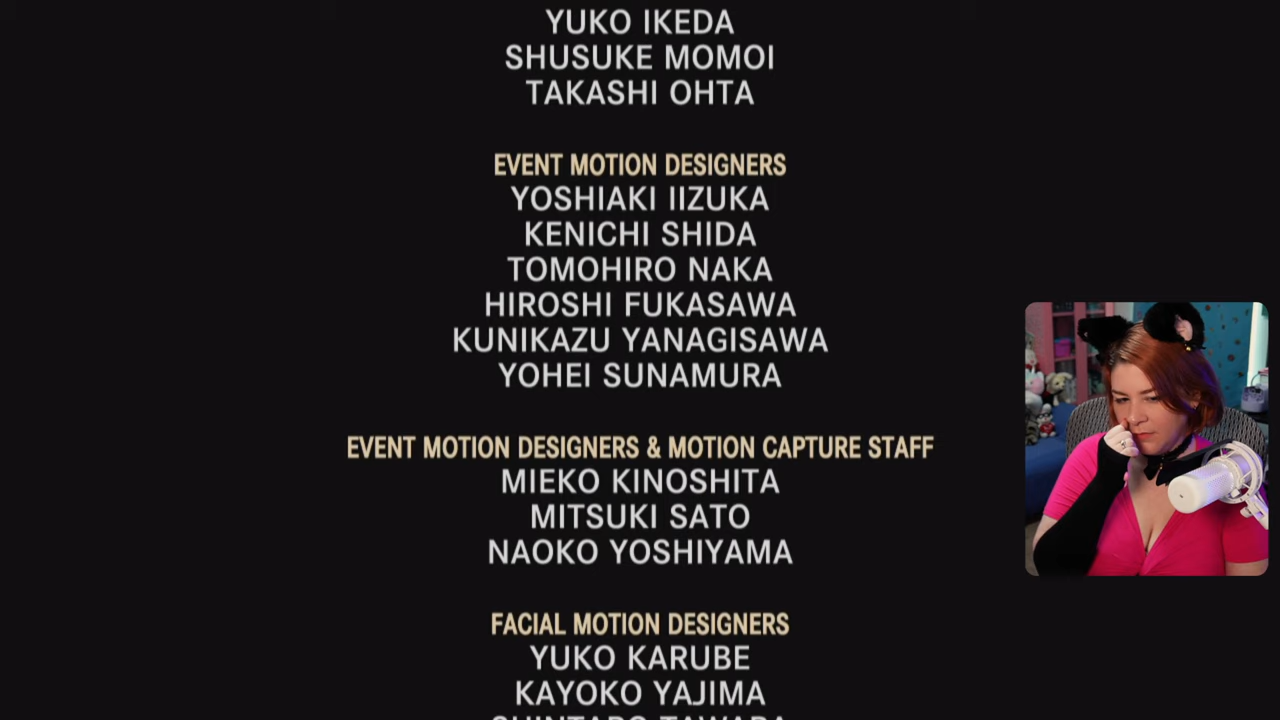 YUKO IKEDA
SHUSUKE MOMOI
TAKASHI OHTA
EVENT MOTION DESIGNERS
YOSHIAKI IIZUKA
KENICHI SHIDA
TOMOHIRO NAKA
HIROSHI FUKASAWA
KUNIKAZU YANAGISAWA
YOHEI SUNAMURA
EVENT MOTION DESIGNERS & MOTION CAPTURE STAFF
MIEKO KINOSHITA
MITSUKI SATO
NAOKO YOSHIYAMA
FACIAL MOTION DESIGNERS
YUKO KARUBE
KAYOKO YAJIMA